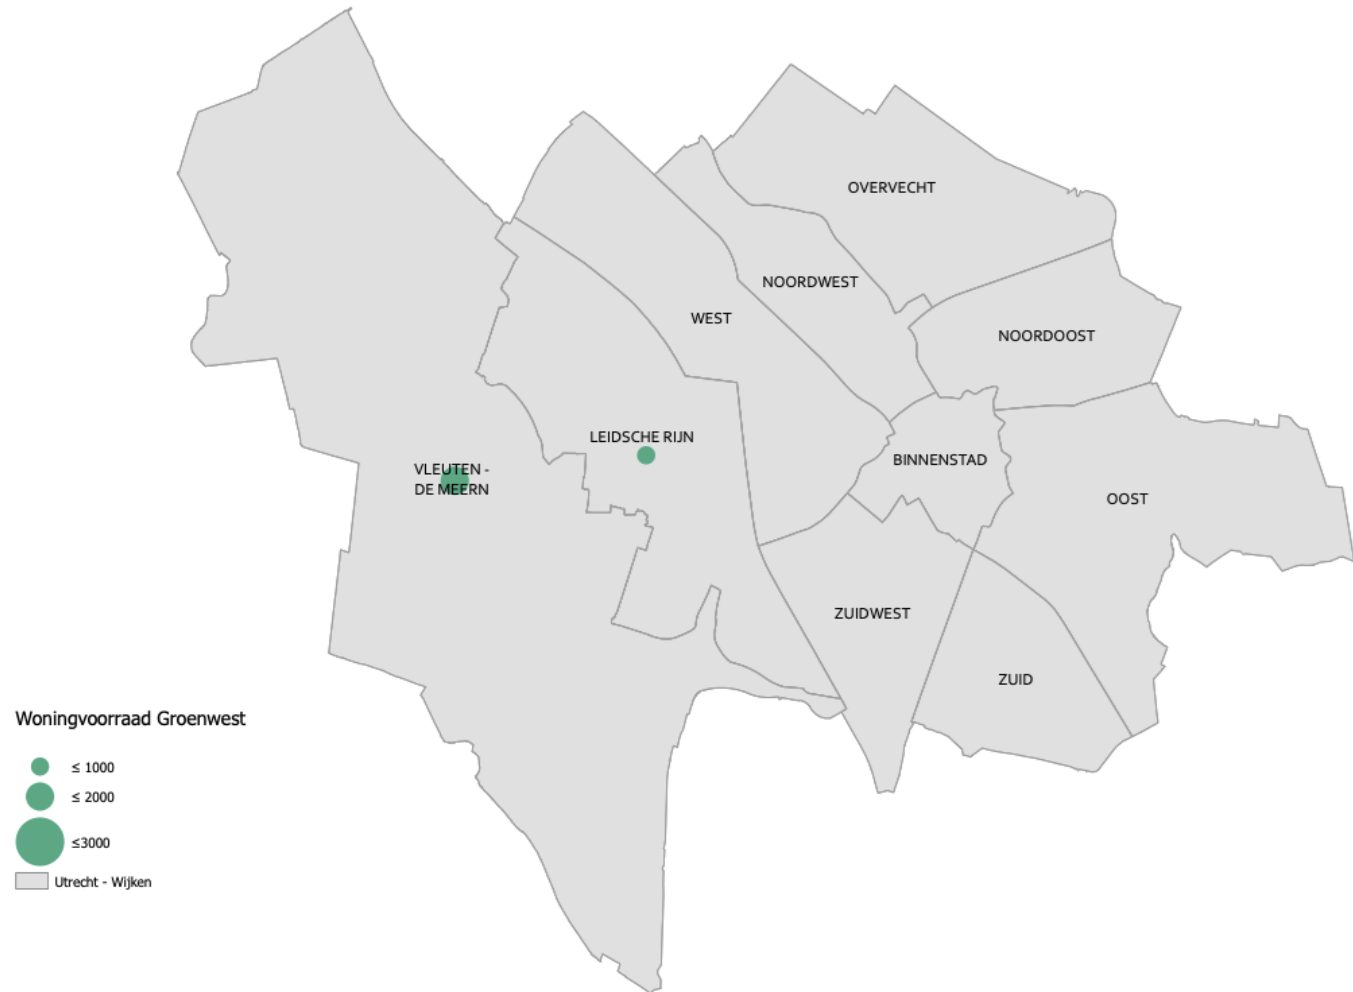 OVERVECHT
NOORDWEST
WEST
NOORDOOST
LEIDSCHE RIJN
BINNENSTAD
VLEUTEN -
DE MEERN
OOST
ZUIDWEST
ZUID
Woningvoorraad Groenwest
≤ 1000
≤ 2000
≤3000
Utrecht - Wijken